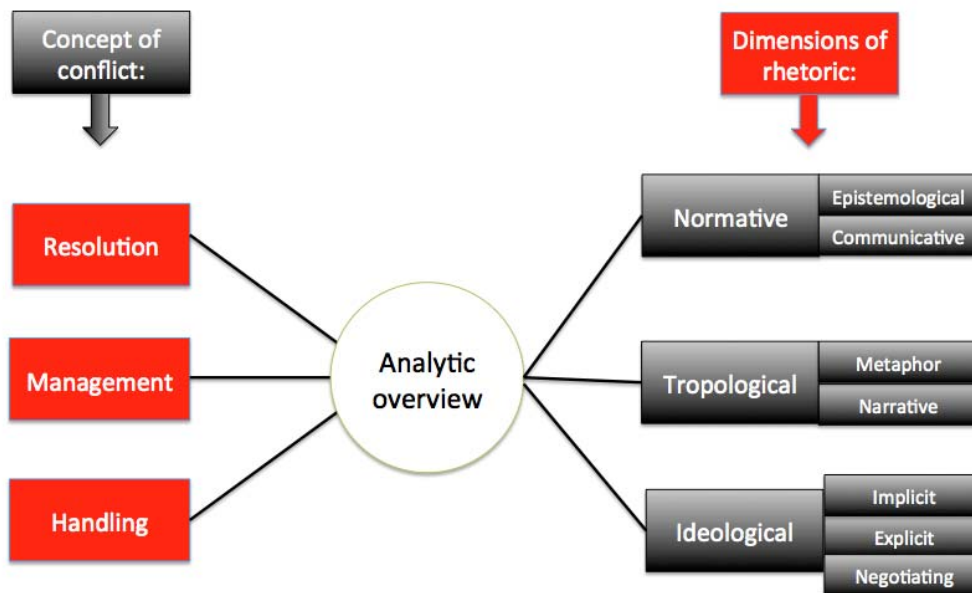 Concept of
conflict:
Resolution
Management
Handling
Analytic
overview
Dimensions of
rhetoric:
Normative
Epistemological
Communicative
Tropological
Metaphor
Narrative
Ideological
Implicit
Explicit
Negotiating